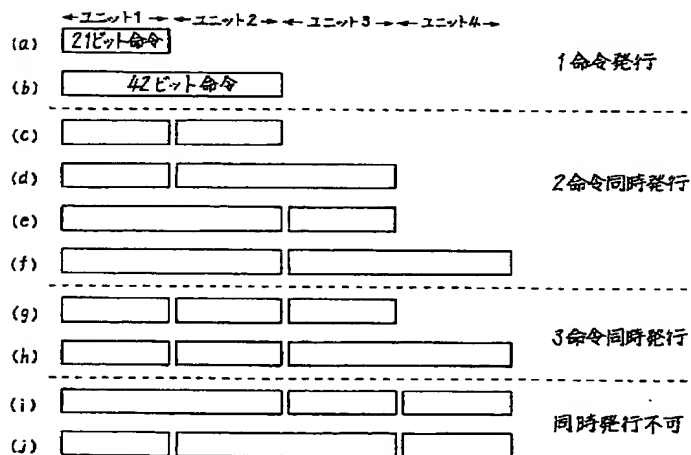 ←ユニット1→←ユニット2→←ユニット3→←ユニット4→
(a) 21ビット命令
1命令発行
(b) 42ビット命令
(c)
(d) 2命令同時発行
(e)
(f)
(g)
3命令同時発行
(h)
(i)
同時発行不可
(j)